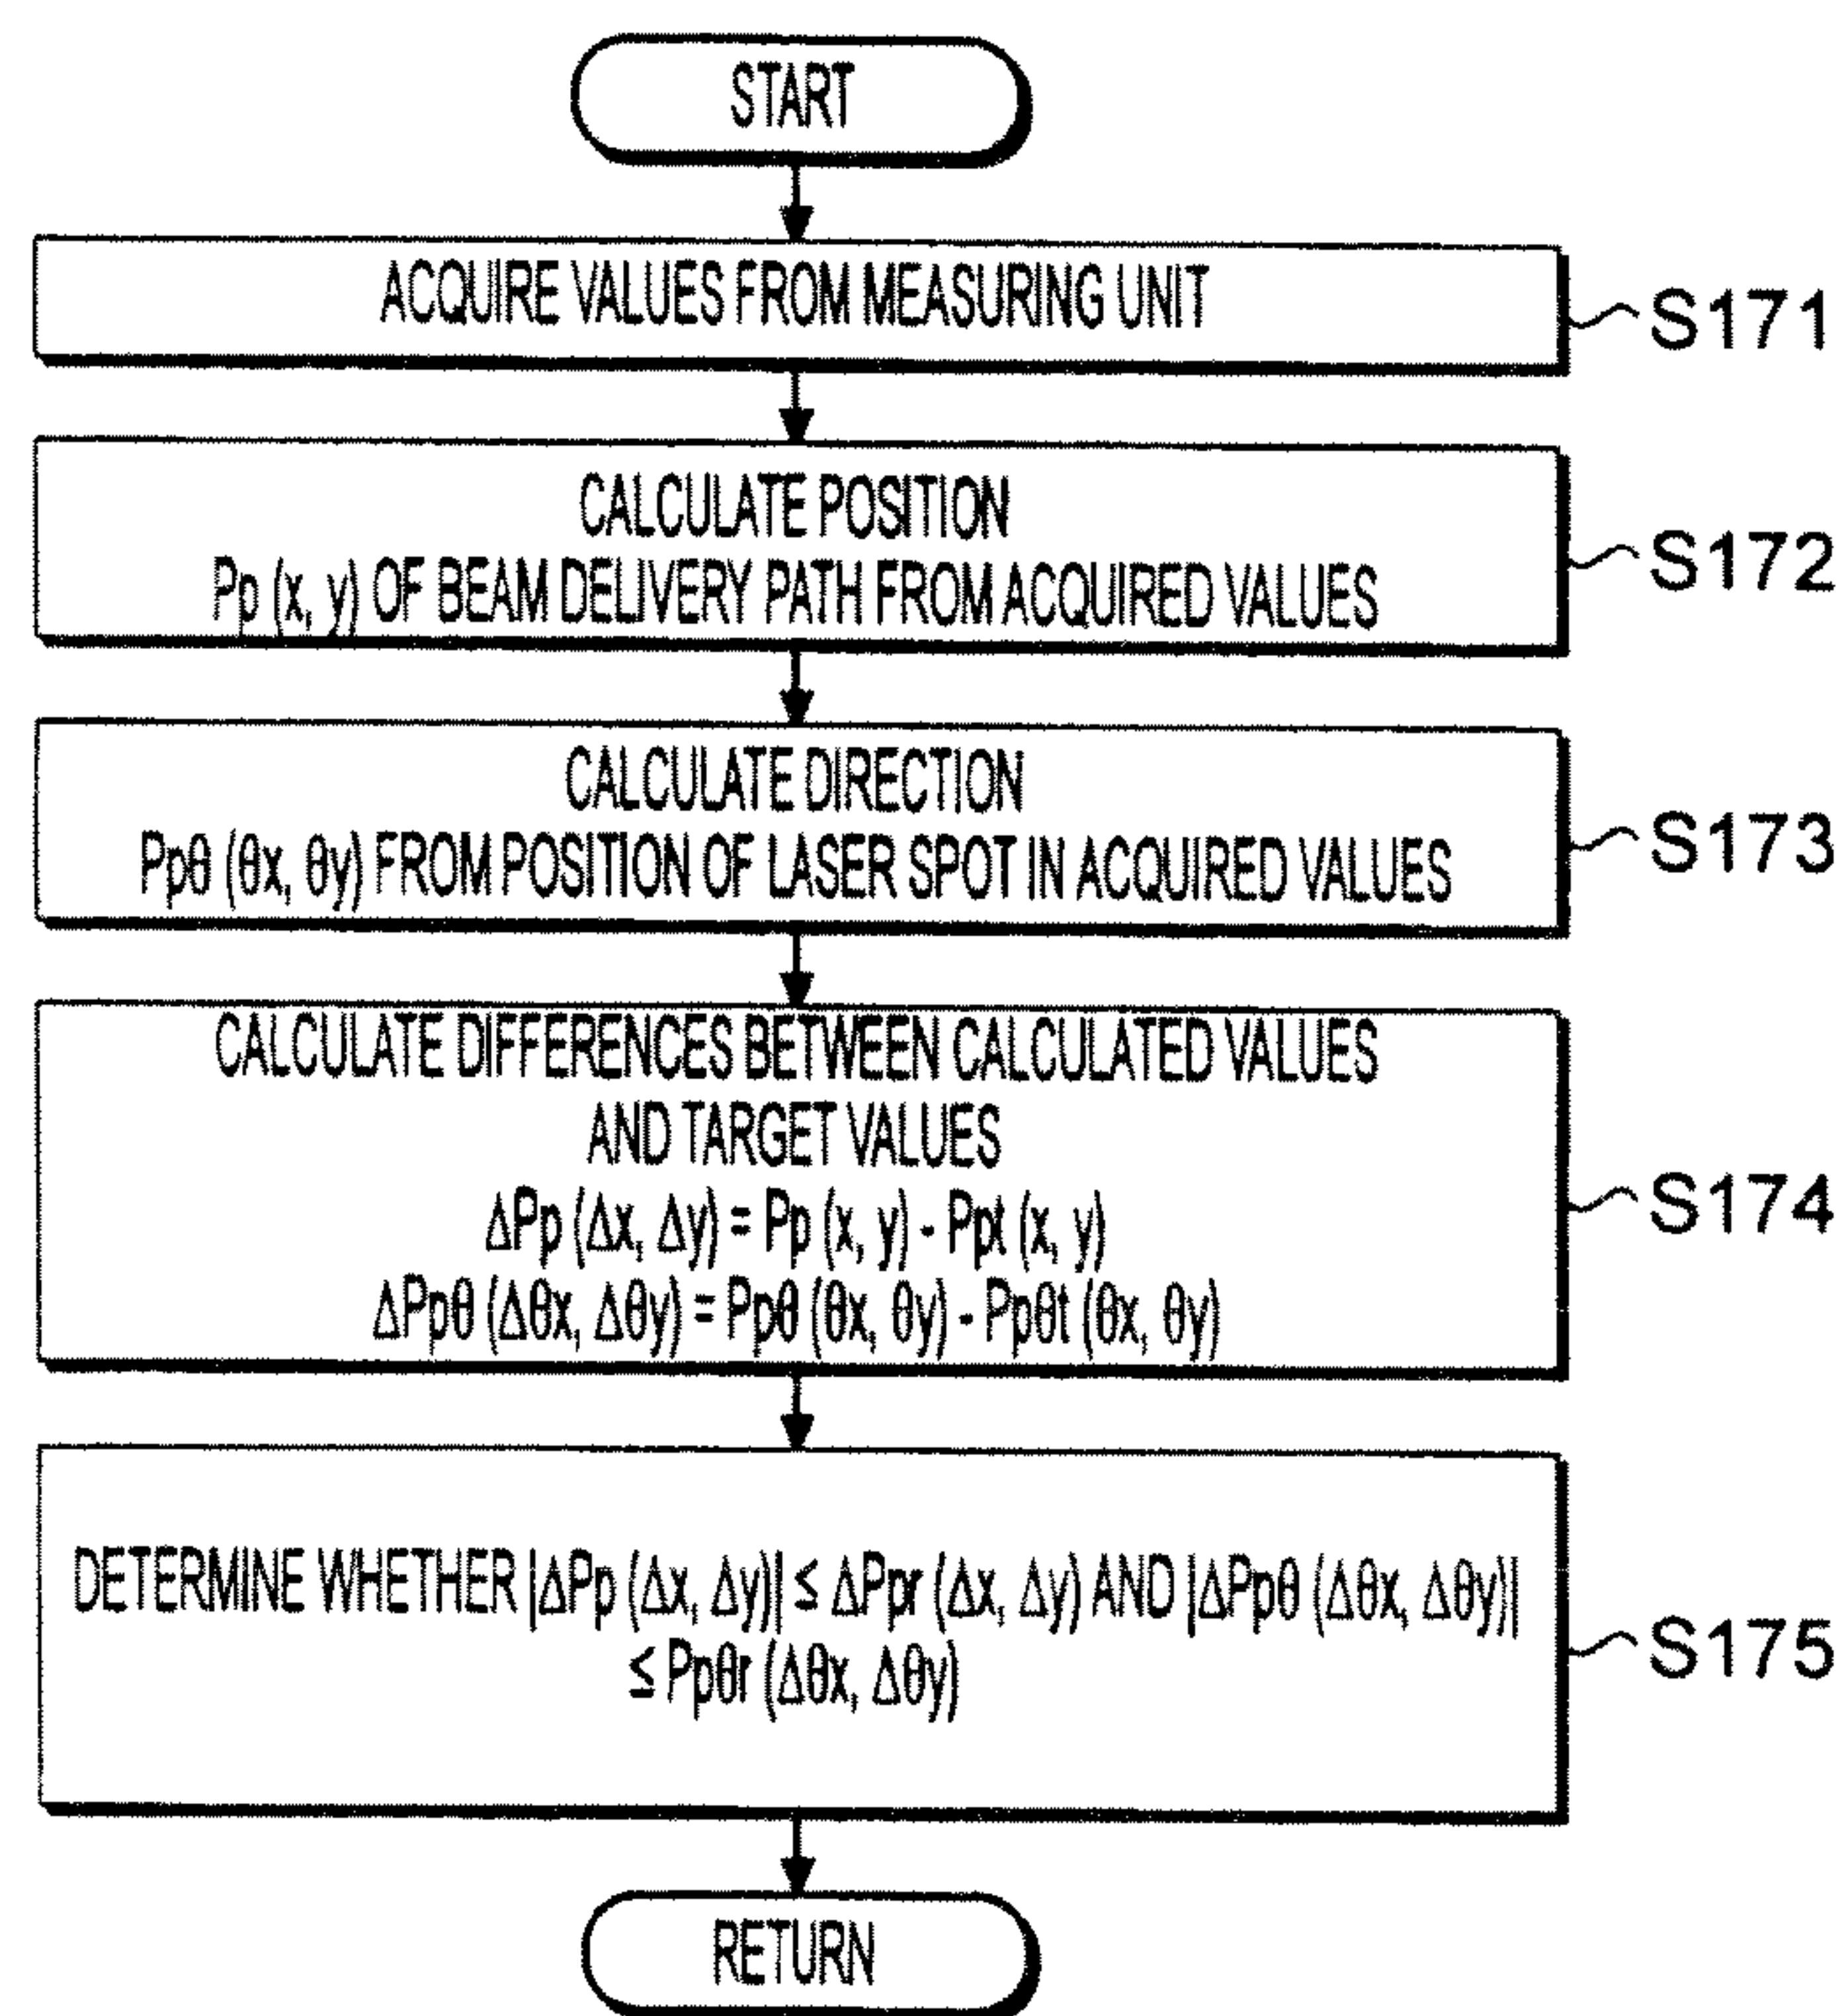 START
ACQUIRE VALUES FROM MEASURING UNIT
S171
CALCULATE POSITION
Pp (x, y) OF BEAM DELIVERY PATH FROM ACQUIRED VALUES
S172
CALCULATE DIRECTION
Ppθ (θx, θy) FROM POSITION OF LASER SPOT IN ACQUIRED VALUES
S173
CALCULATE DIFFERENCES BETWEEN CALCULATED VALUES
AND TARGET VALUES
ΔPp (Δx, Δy) = Pp (x, y) - Ppt (x, y)
ΔPpθ (Δθx, Δθy) = Ppθ (θx, θy) - Ppθt (θx, θy)
S174
DETERMINE WHETHER |ΔPp (Δx, Δy)| ≤ ΔPpr (Δx, Δy) AND |ΔPpθ (Δθx, Δθy)|
≤ Ppθr (Δθx, Δθy)
S175
RETURN